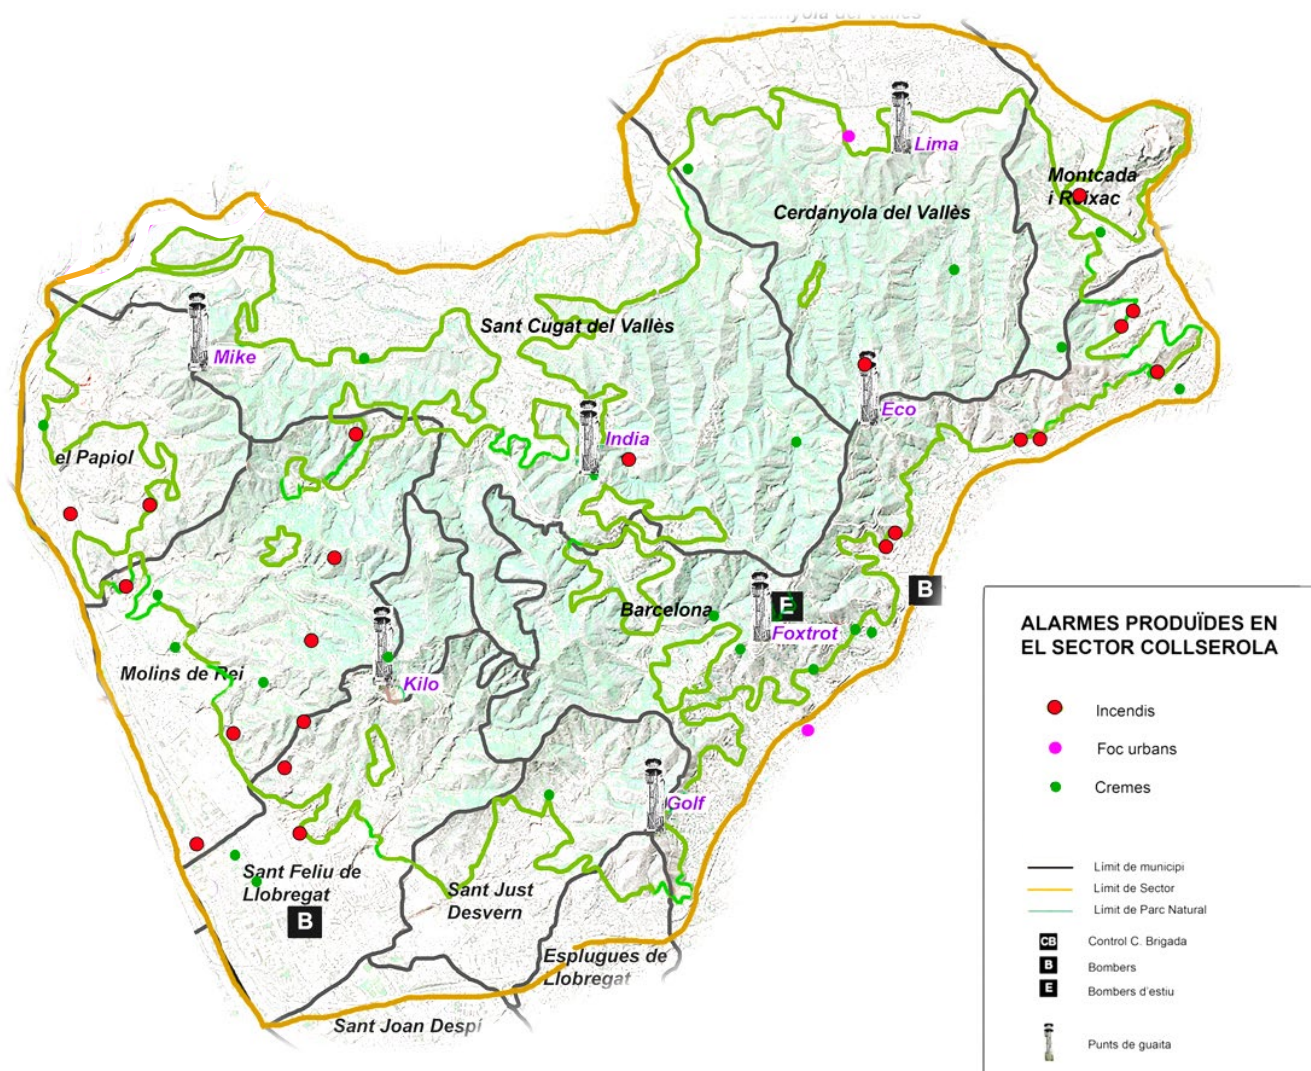 Cerdanyola del Vallès
Lima
Montcada
i Reixac
Cerdanyola del Vallès
Sant Cugat del Vallès
Mike
Eco
India
el Papiol
Barcelona
E
B
Foxtrot
Molins de Rei
Kilo
Golf
Sant Feliu de
Llobregat
B
Sant Just
Desvern
Esplugues de
Llobregat
Sant Joan Despí
ALARMES PRODUÏDES EN
EL SECTOR COLLSEROLA
Incendis
Foc urbans
Cremes
Límit de municipi
Límit de Sector
Límit de Parc Natural
CB Control C. Brigada
B Bombers
E Bombers d'estiu
Punts de guaita